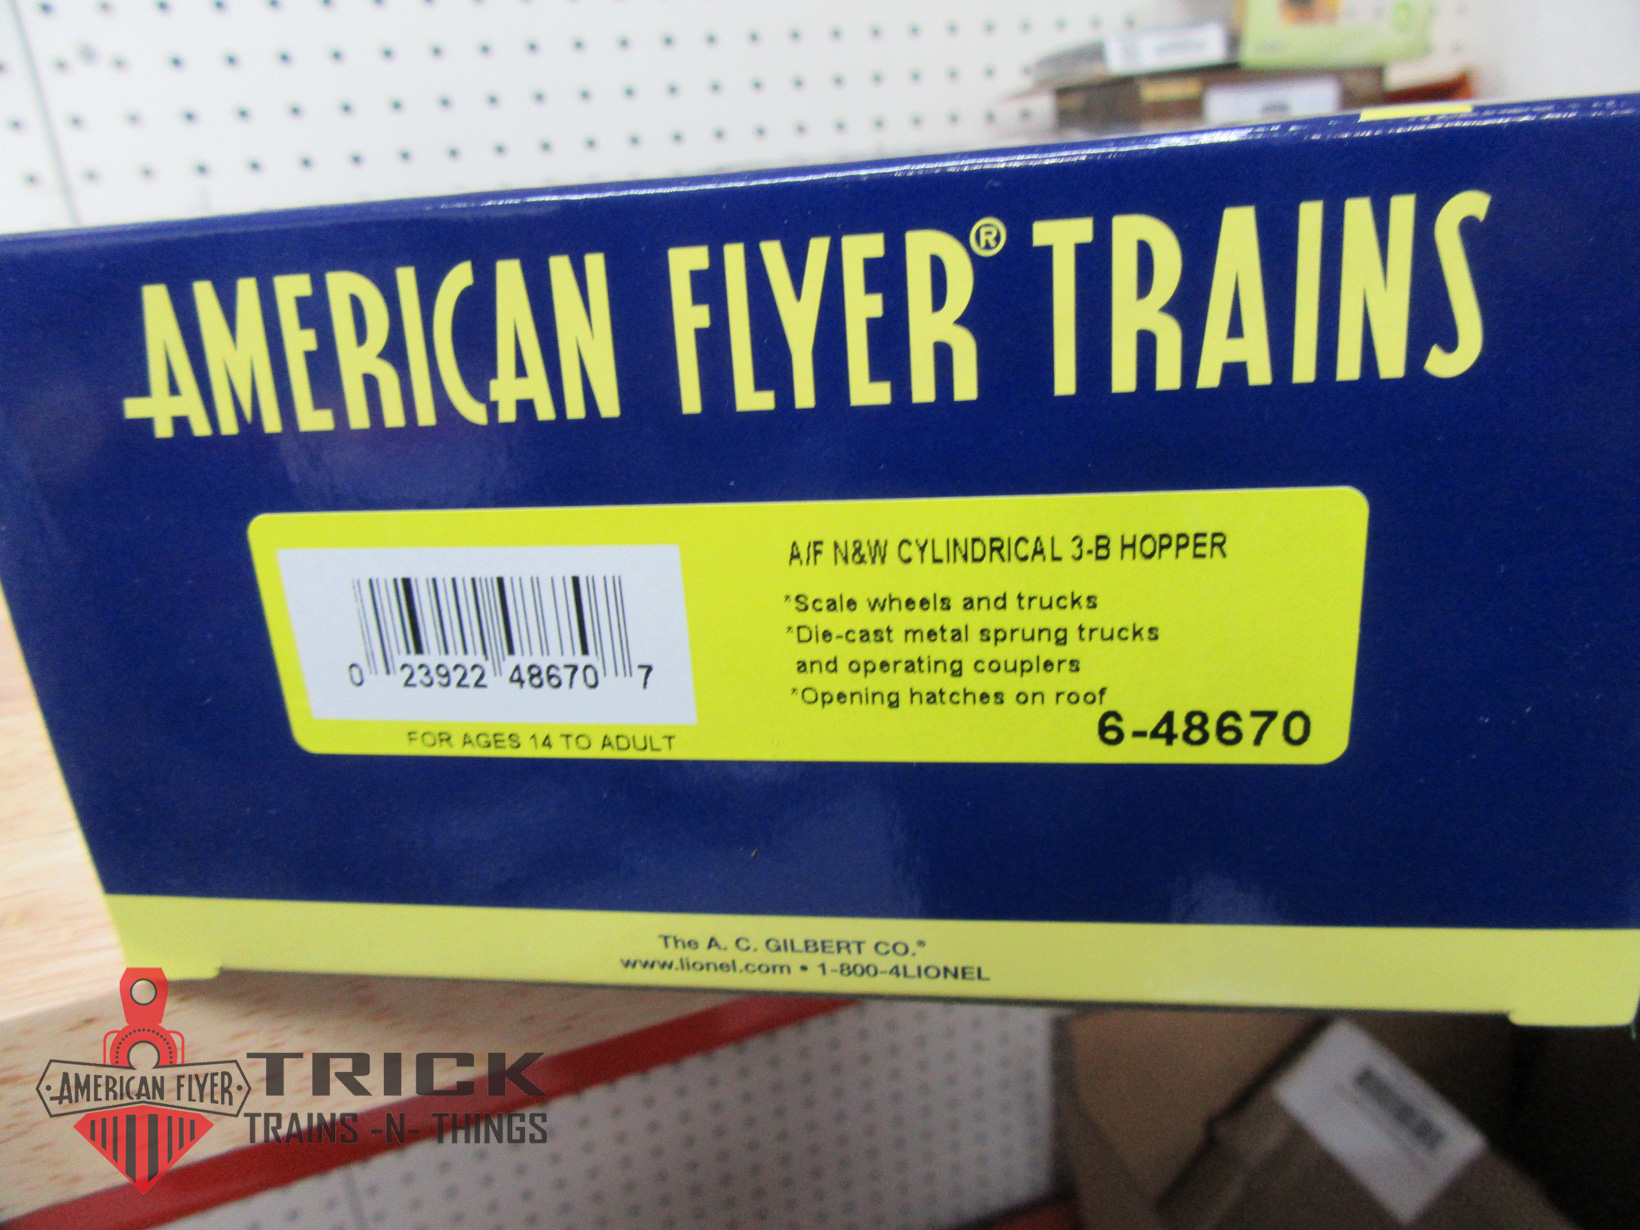 AMERICAN FLYER® TRAINS
A/F N&W CYLINDRICAL 3-B HOPPER
*Scale wheels and trucks
*Die-cast metal sprung trucks
and operating couplers
*Opening hatches on roof
6-48670
0 23922 48670 7
FOR AGES 14 TO ADULT
The A. C. GILBERT CO.®
www.lionel.com • 1-800-4LIONEL
·AMERICAN FLYER·
TRICK
TRAINS -N- THINGS